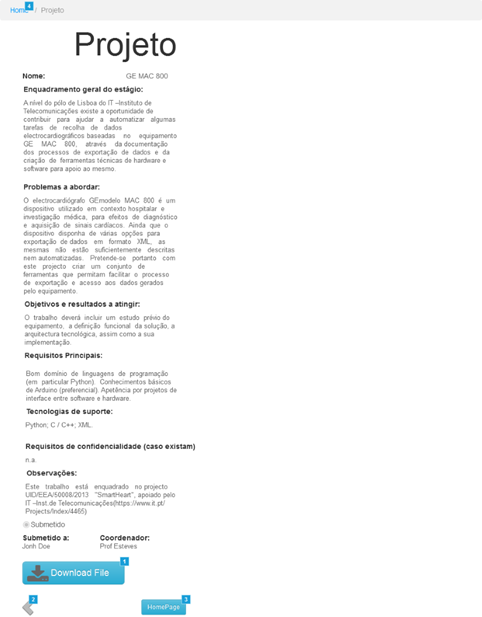 Home / Projeto
4
Projeto
Nome: GE MAC 800
Enquadramento geral do estágio:
A nível do pólo de Lisboa do IT –Instituto de
Telecomunicações existe a oportunidade de
contribuir para ajudar a automatizar algumas
tarefas de recolha de dados
electrocardiográficos baseadas no equipamento
GE MAC 800, através da documentação
dos processos de exportação de dados e da
criação de ferramentas técnicas de hardware e
software para apoio ao mesmo.
Problemas a abordar:
O electrocardiógrafo GEmodelo MAC 800 é um
dispositivo utilizado em contexto hospitalar e
investigação médica, para efeitos de diagnóstico
e aquisição de sinais cardíacos. Ainda que o
dispositivo disponha de várias opções para
exportação de dados em formato XML, as
mesmas não estão suficientemente descritas
nem automatizadas. Pretende-se portanto com
este projecto criar um conjunto de
ferramentas que permitam facilitar o processo
de exportação e acesso aos dados gerados
pelo equipamento.
Objetivos e resultados a atingir:
O trabalho deverá incluir um estudo prévio do
equipamento, a definição funcional da solução, a
arquitectura tecnológica, assim como a sua
implementação.
Requisitos Principais:
Bom domínio de linguagens de programação
(em particular Python). Conhecimentos básicos
de Arduino (preferencial). Apetência por projetos de
interface entre software e hardware.
Tecnologias de suporte:
Python; C / C++; XML.
Requisitos de confidencialidade (caso existam)
n.a.
Observações:
Este trabalho está enquadrado no projecto
UID/EEA/50008/2013 "SmartHeart", apoiado pelo
IT –Inst.de Telecomunicações(https://www.it.pt/
Projects/Index/4465)
Submetido
Submetido a: Coordenador:
Jonh Doe Prof Esteves
1
Download File
2 3
HomePage